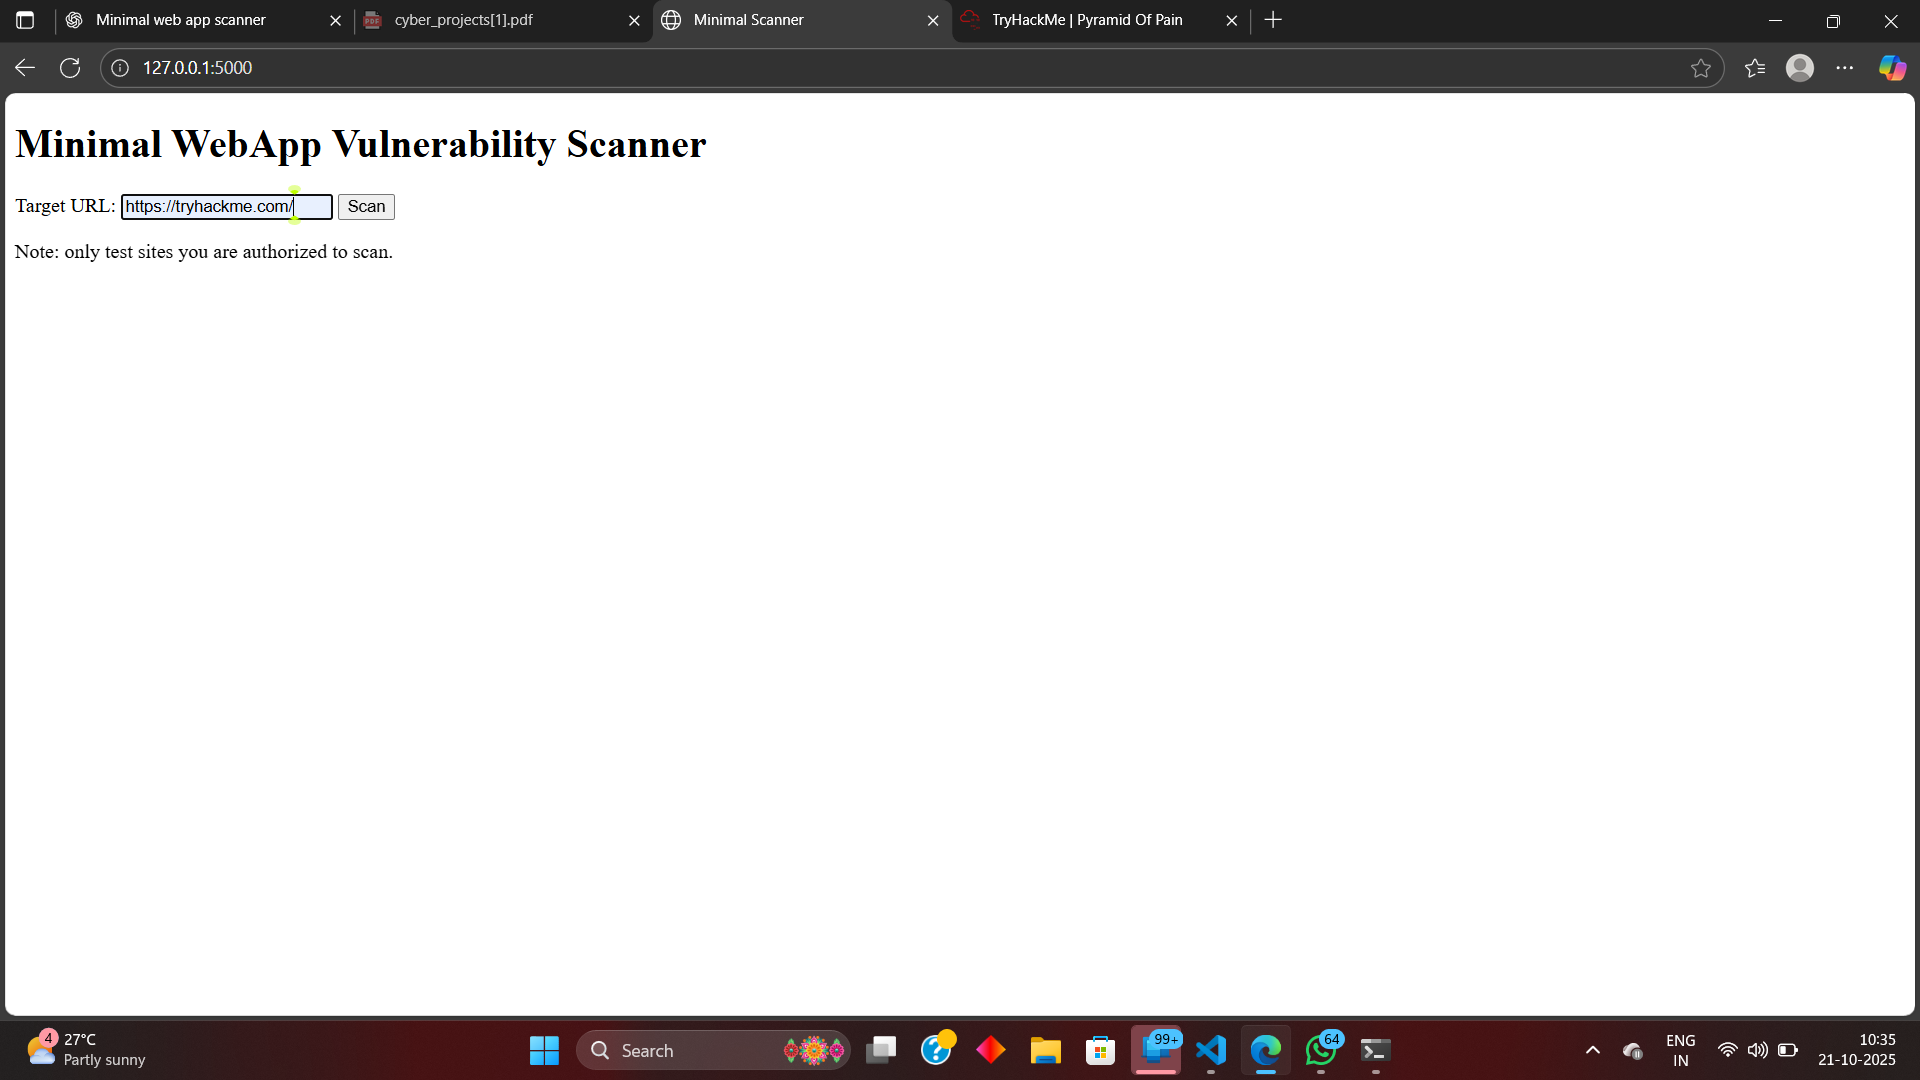 Minimal web app scanner
cyber_projects[1].pdf
Minimal Scanner
TryHackMe | Pyramid Of Pain
127.0.0.1:5000
Minimal WebApp Vulnerability Scanner
Target URL: https://tryhackme.com/ Scan
Note: only test sites you are authorized to scan.
4
27°C
Partly sunny
Search
99+
64
ENG
IN
10:35
21-10-2025